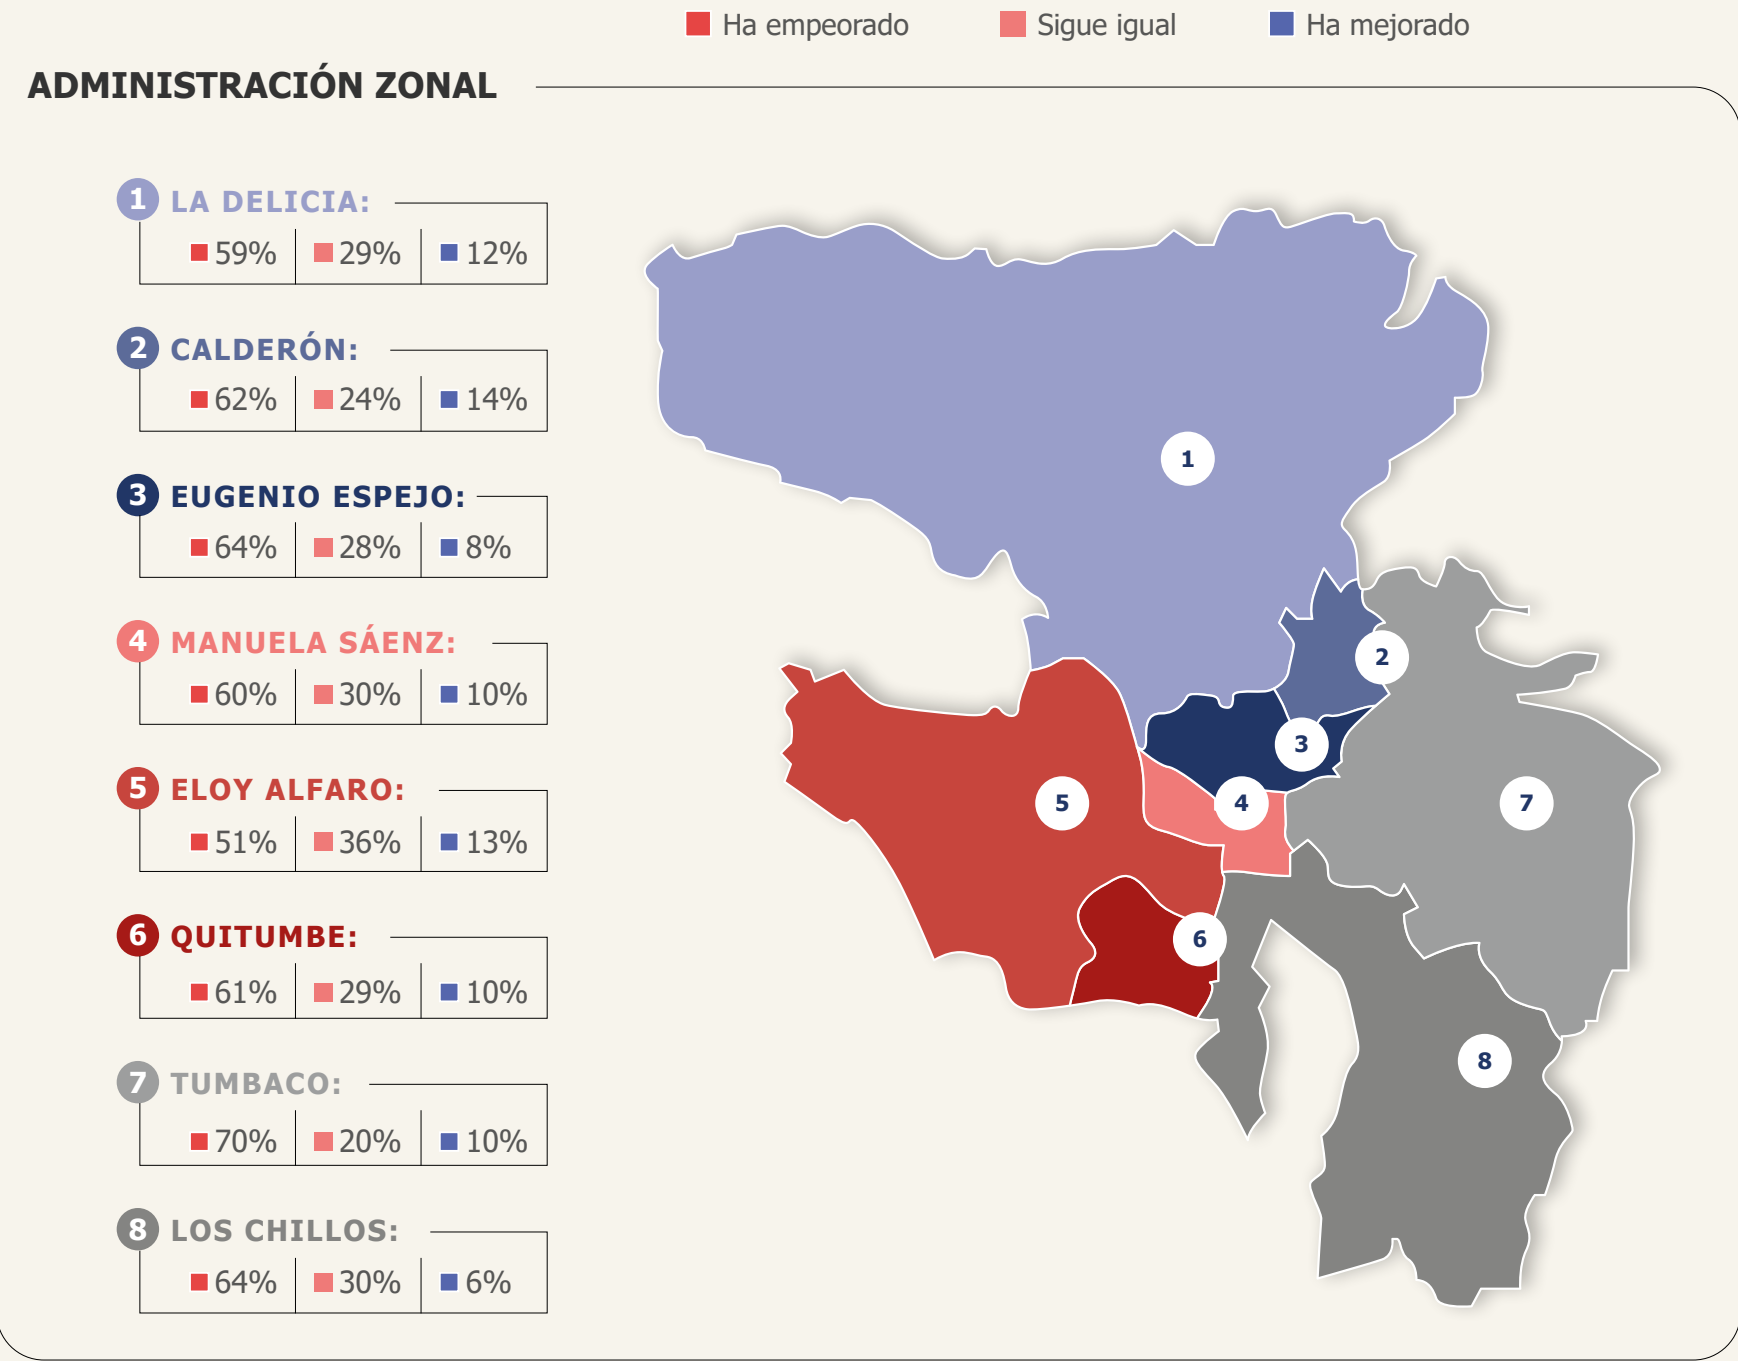 Ha empeorado Sigue igual Ha mejorado
ADMINISTRACIÓN ZONAL
1 LA DELICIA:
59% 29% 12%
2 CALDERÓN:
62% 24% 14%
3 EUGENIO ESPEJO:
64% 28% 8%
4 MANUELA SÁENZ:
60% 30% 10%
5 ELOY ALFARO:
51% 36% 13%
6 QUITUMBE:
61% 29% 10%
7 TUMBACO:
70% 20% 10%
8 LOS CHILLOS:
64% 30% 6%
1
2
3
4
5
6
7
8